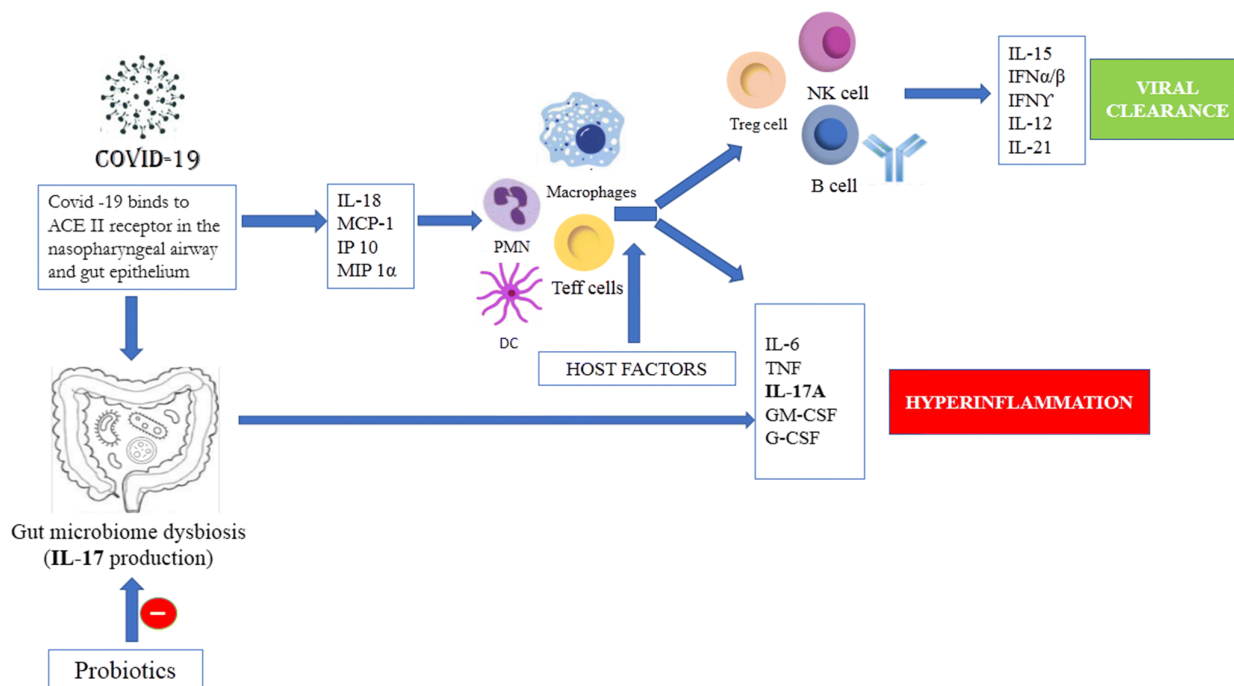 COVID-19
Covid -19 binds to
ACE II receptor in the
nasopharyngeal airway
and gut epithelium
IL-18
MCP-1
IP 10
MIP 1α
Macrophages
PMN
Teff cells
DC
HOST FACTORS
NK cell
Treg cell
B cell
IL-15
IFNα/β
IFNϒ
IL-12
IL-21
VIRAL
CLEARANCE
IL-6
TNF
IL-17A
GM-CSF
G-CSF
HYPERINFLAMMATION
Gut microbiome dysbiosis
(IL-17 production)
Probiotics